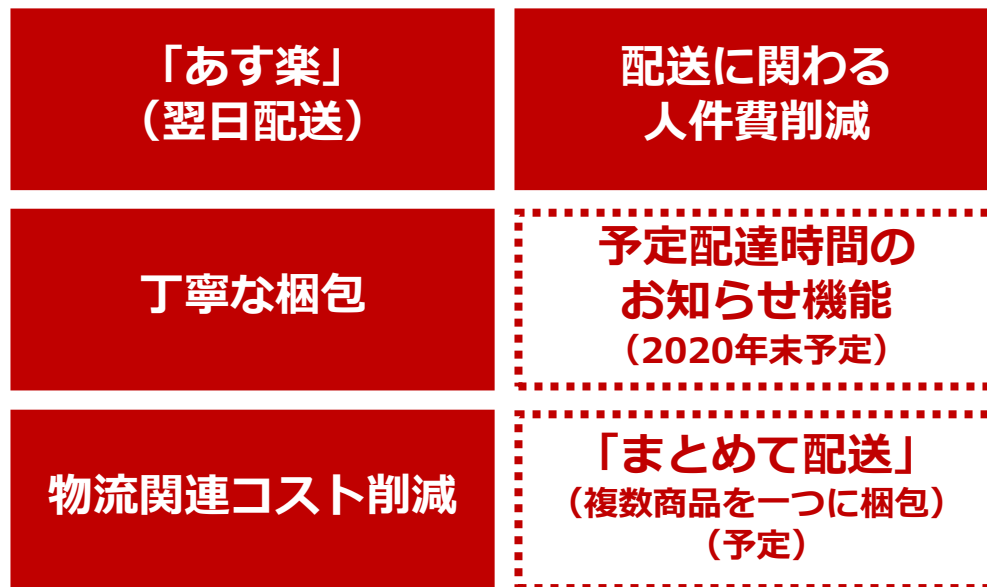 「あす楽」
（翌日配送）
配送に関わる
人件費削減
丁寧な梱包
予定配達時間の
お知らせ機能
（2020年末予定）
物流関連コスト削減
「まとめて配送」
（複数商品を一つに梱包）
（予定）